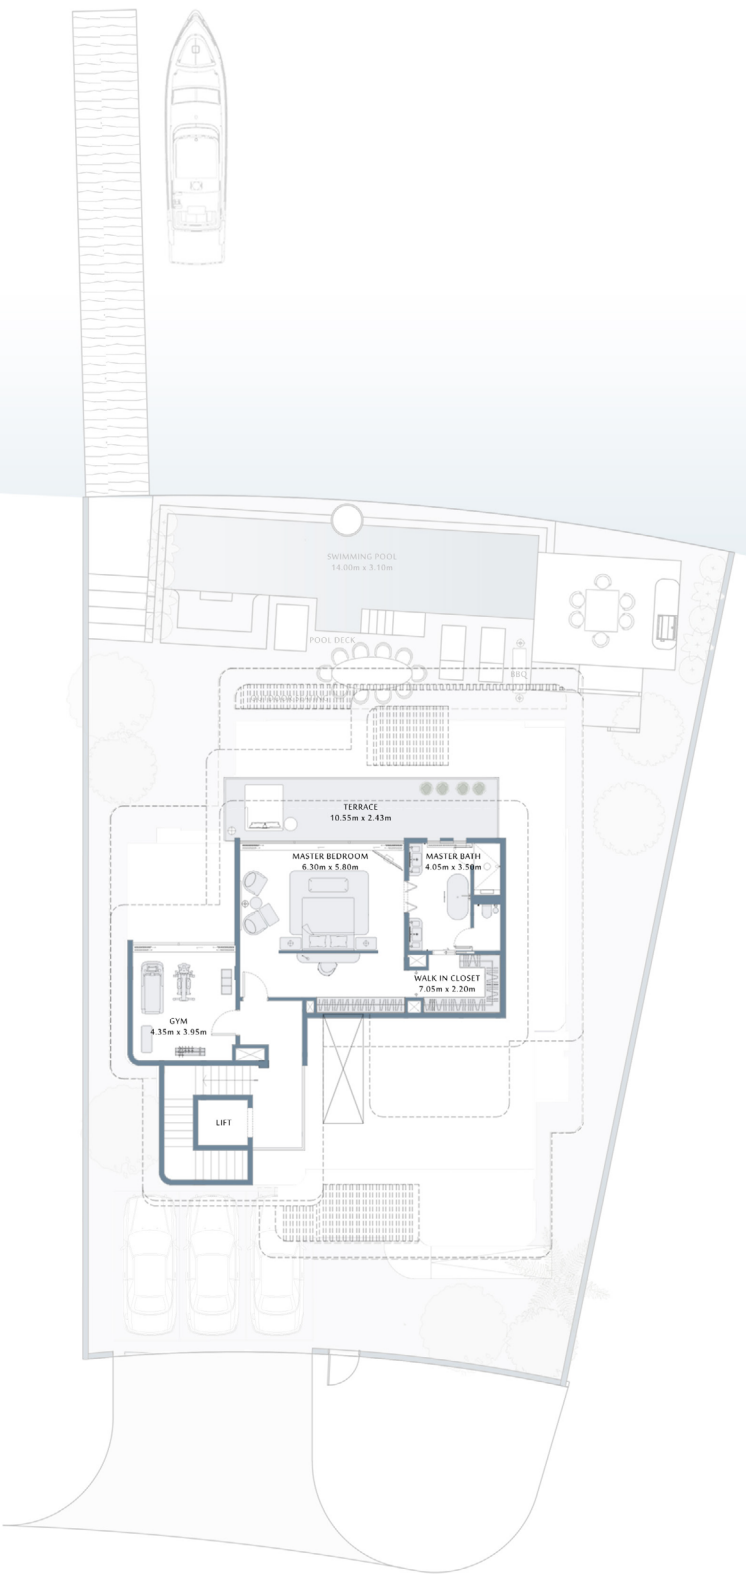 SWIMMING POOL
14.00m x 3.10m
POOL DECK
BBQ
TERRACE
10.55m x 2.43m
MASTER BEDROOM
6.30m x 5.80m
MASTER BATH
4.05m x 3.50m
WALK IN CLOSET
7.05m x 2.20m
GYM
4.35m x 3.95m
LIFT